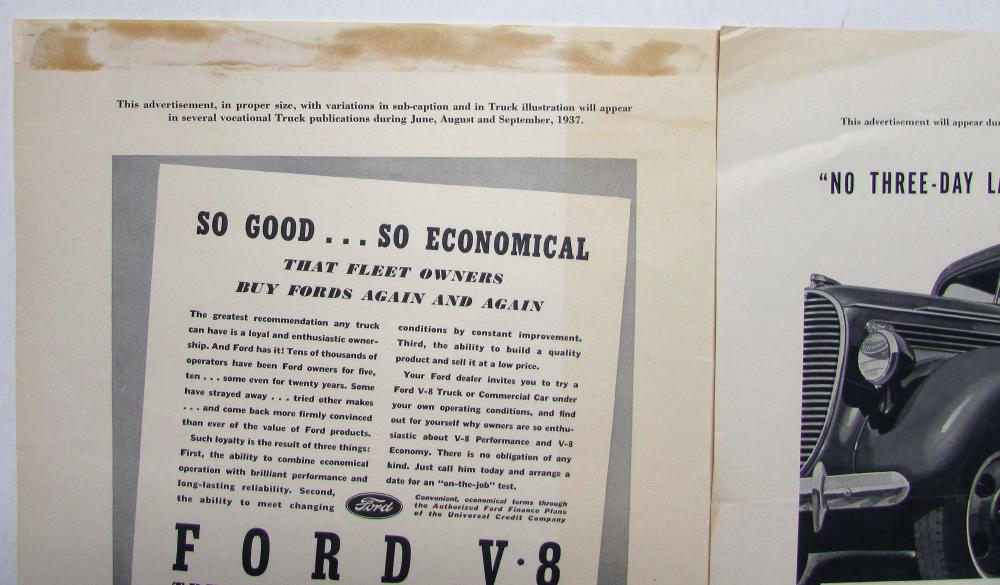 This advertisement, in proper size, with variations in sub-caption and in Truck illustration will appear
in several vocational Truck publications during June, August and September, 1937.
SO GOOD . . . SO ECONOMICAL
THAT FLEET OWNERS
BUY FORDS AGAIN AND AGAIN
The greatest recommendation any truck
can have is a loyal and enthusiastic owner-
ship. And Ford has it! Tens of thousands of
operators have been Ford owners for five,
ten . . . some even for twenty years. Some
have strayed away . . . tried other makes
. . . and come back more firmly convinced
than ever of the value of Ford products.
Such loyalty is the result of three things:
First, the ability to combine economical
operation with brilliant performance and
long-lasting reliability. Second,
the ability to meet changing
conditions by constant improvement.
Third, the ability to build a quality
product and sell it at a low price.
Your Ford dealer invites you to try a
Ford V-8 Truck or Commercial Car under
your own operating conditions, and find
out for yourself why owners are so enthu-
siastic about V-8 Performance and V-8
Economy. There is no obligation of any
kind. Just call him today and arrange a
date for an "on-the-job" test.
Ford
Convenient, economical terms through
the Authorized Ford Finance Plans
of the Universal Credit Company
FORD V·8
This advertisement will appear du
"NO THREE-DAY LA